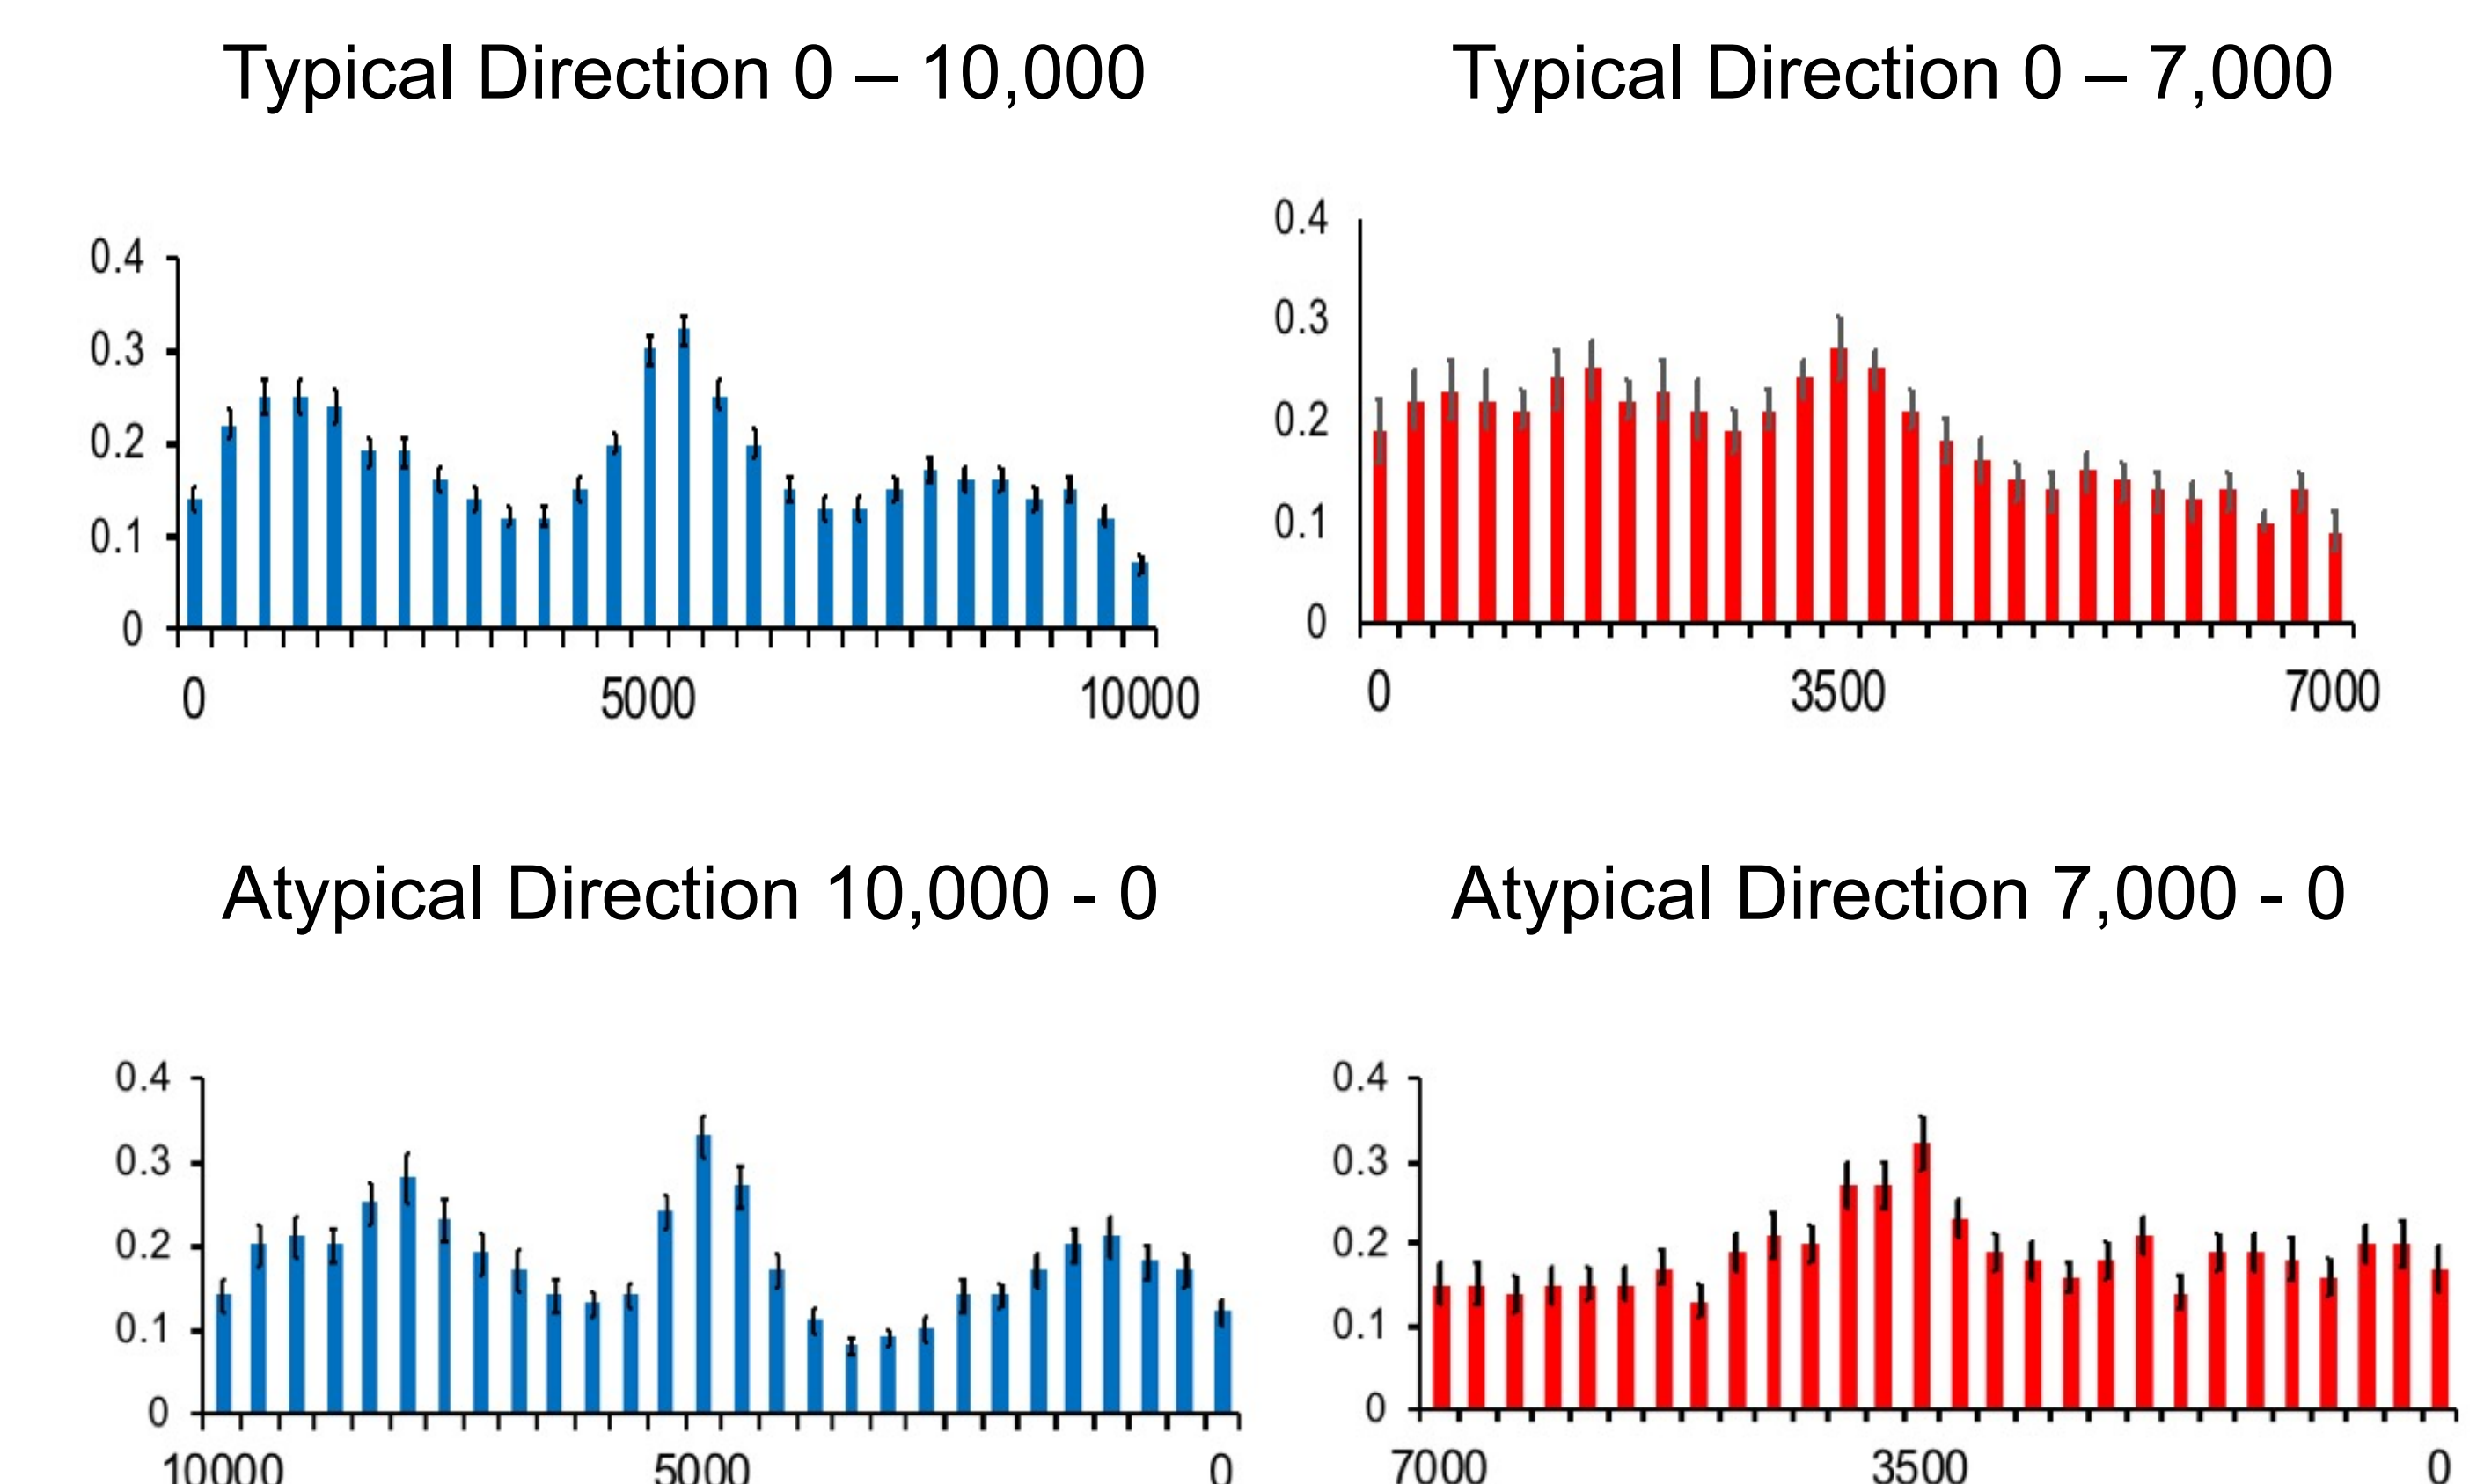 Typical Direction 0 – 10,000
0.4
0.3
0.2
0.1
0
0 5000 10000
Typical Direction 0 – 7,000
0.4
0.3
0.2
0.1
0
0 3500 7000
Atypical Direction 10,000 - 0
0.4
0.3
0.2
0.1
0
10000 5000 0
Atypical Direction 7,000 - 0
0.4
0.3
0.2
0.1
0
7000 3500 0